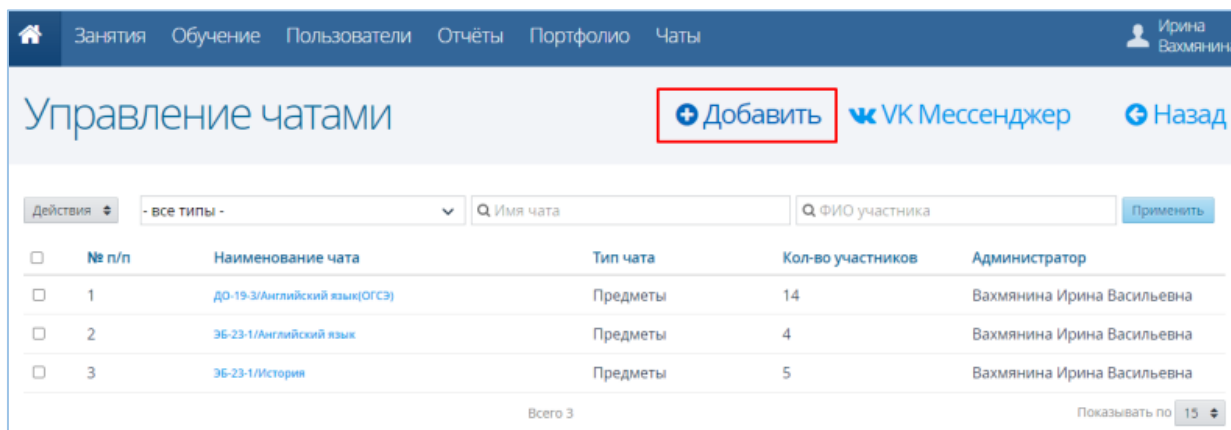 Занятия Обучение Пользователи Отчёты Портфолио Чаты Ирина
Вахмянина
Управление чатами Добавить VK Мессенджер Назад
Действия - все типы - Имя чата ФИО участника Применить
№ п/п Наименование чата Тип чата Кол-во участников Администратор
1 ДО-19-3/Английский язык(ОГСЭ) Предметы 14 Вахмянина Ирина Васильевна
2 ЭБ-23-1/Английский язык Предметы 4 Вахмянина Ирина Васильевна
3 ЭБ-23-1/История Предметы 5 Вахмянина Ирина Васильевна
Всего 3 Показывать по 15